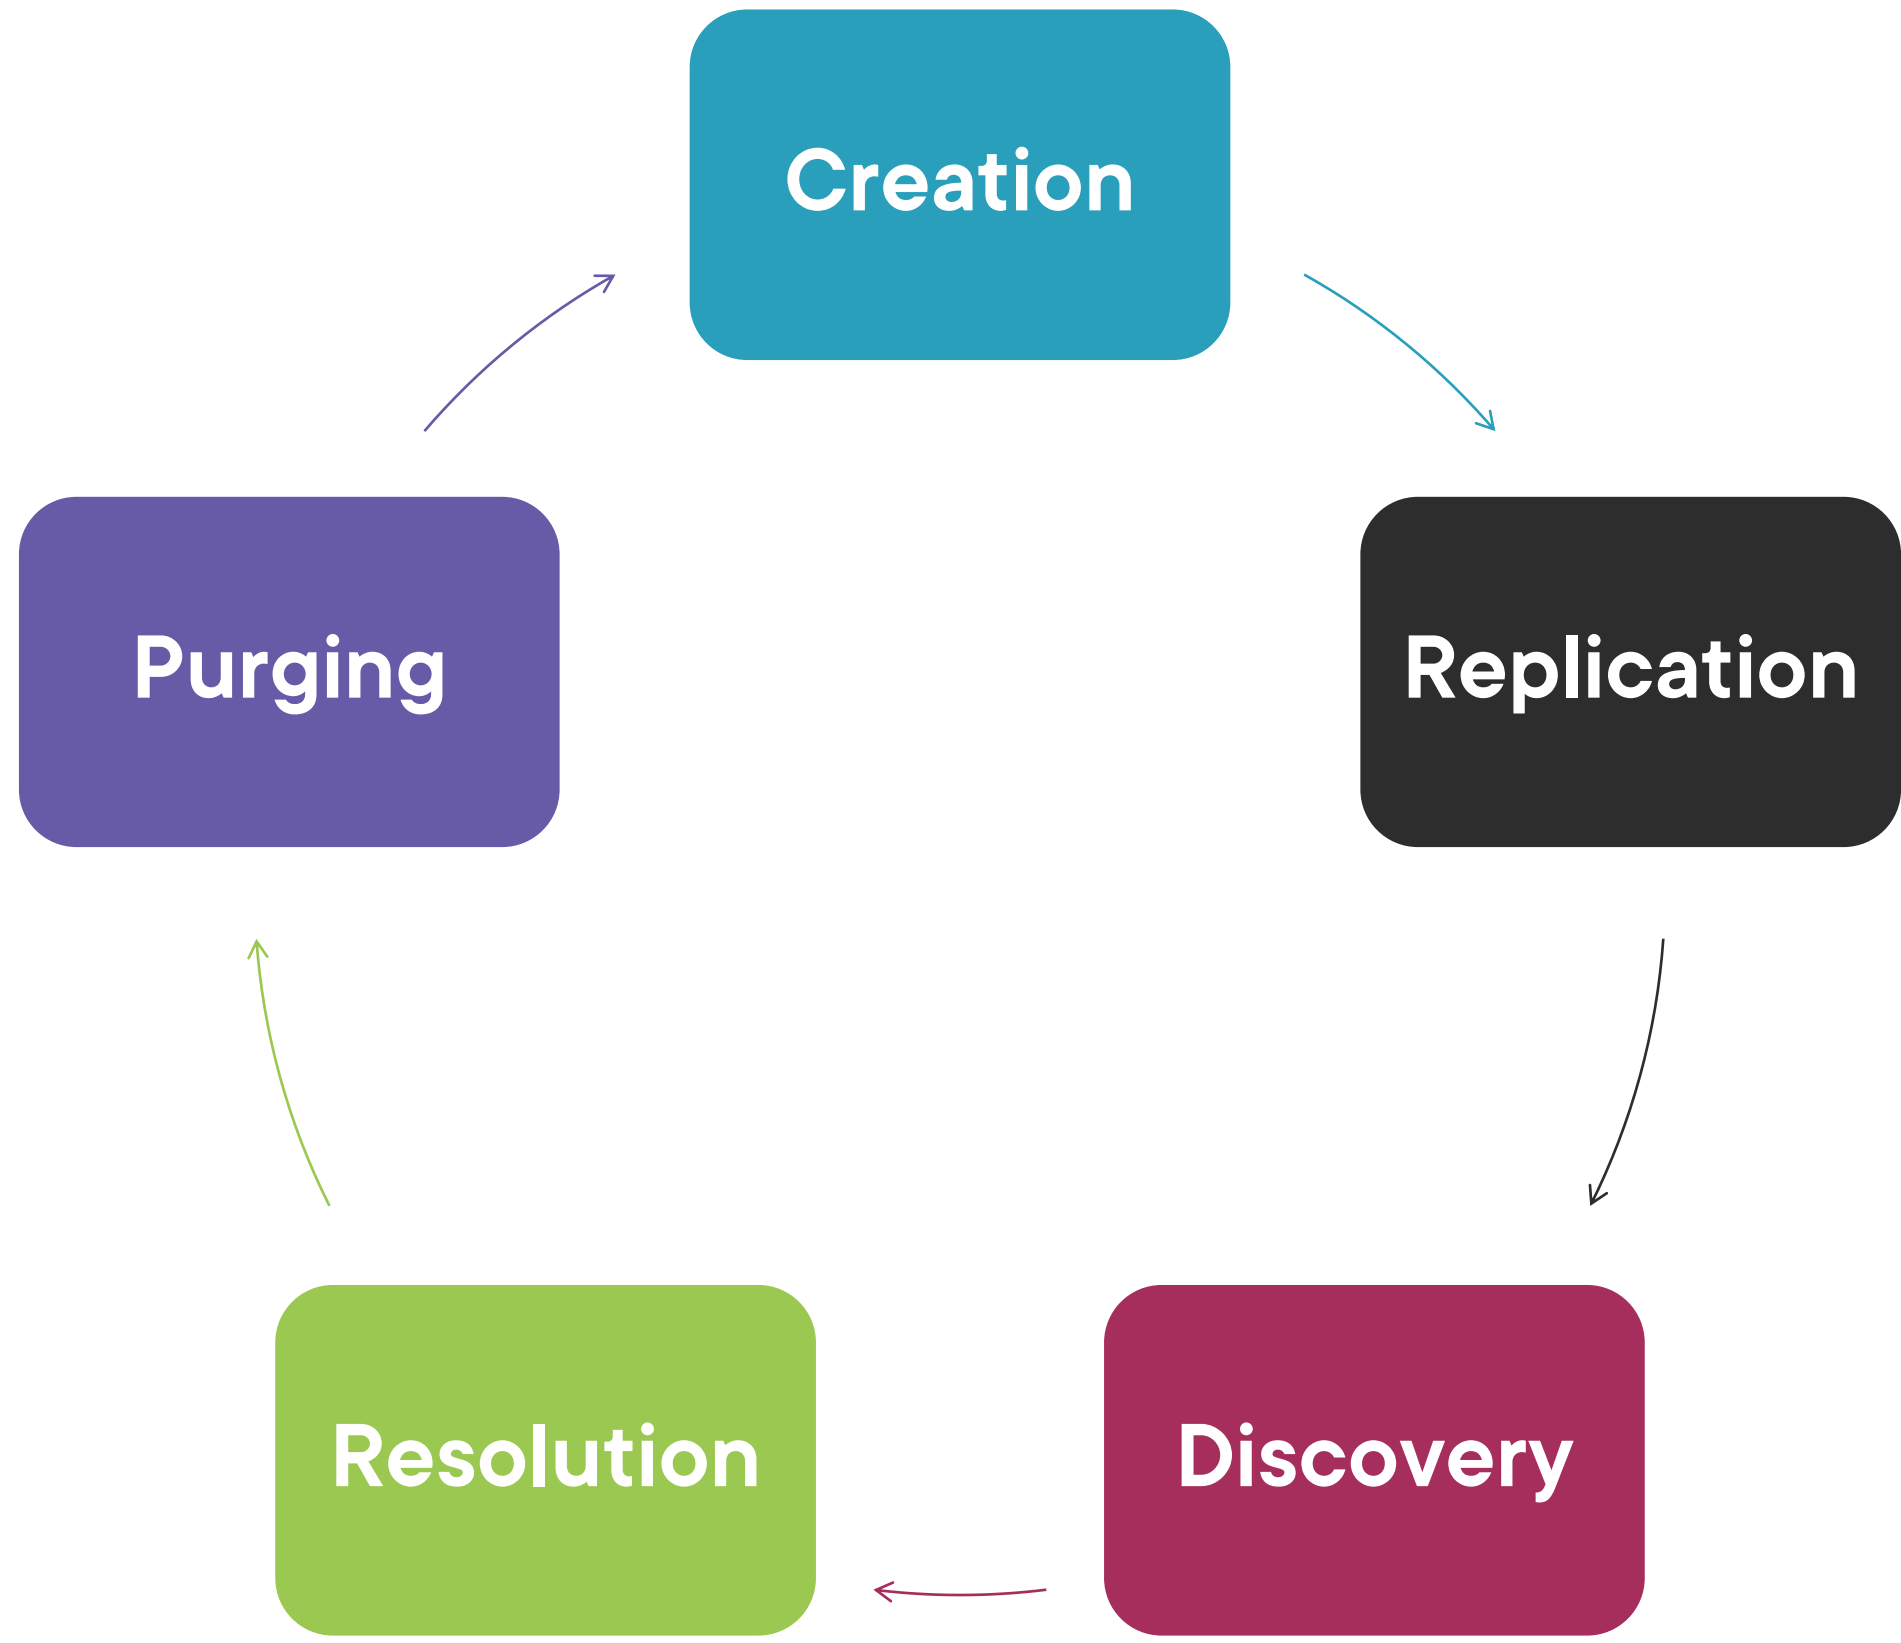 Creation
Replication
Discovery
Resolution
Purging